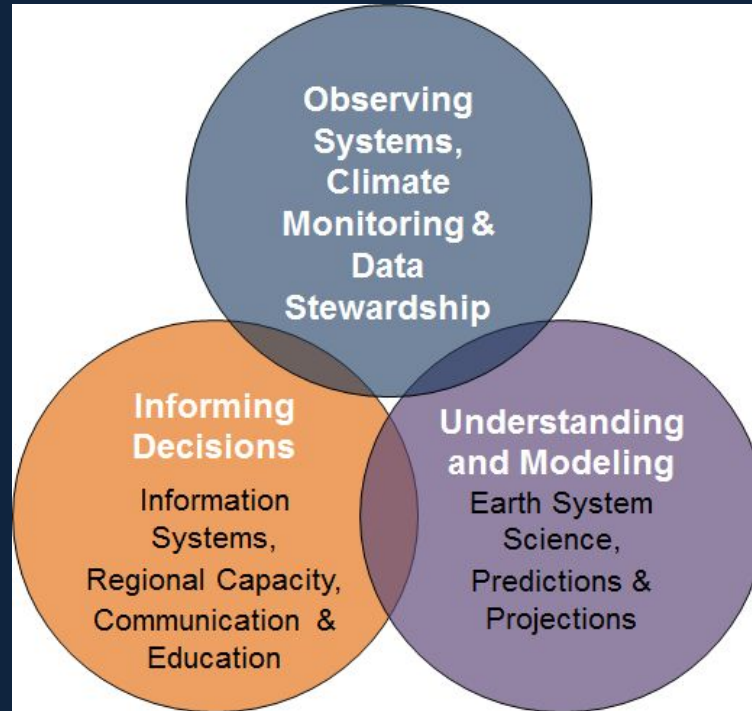 Observing
Systems,
Climate
Monitoring &
Data
Stewardship
Informing
Decisions
Information
Systems,
Regional Capacity,
Communication &
Education
Understanding
and Modeling
Earth System
Science,
Predictions &
Projections